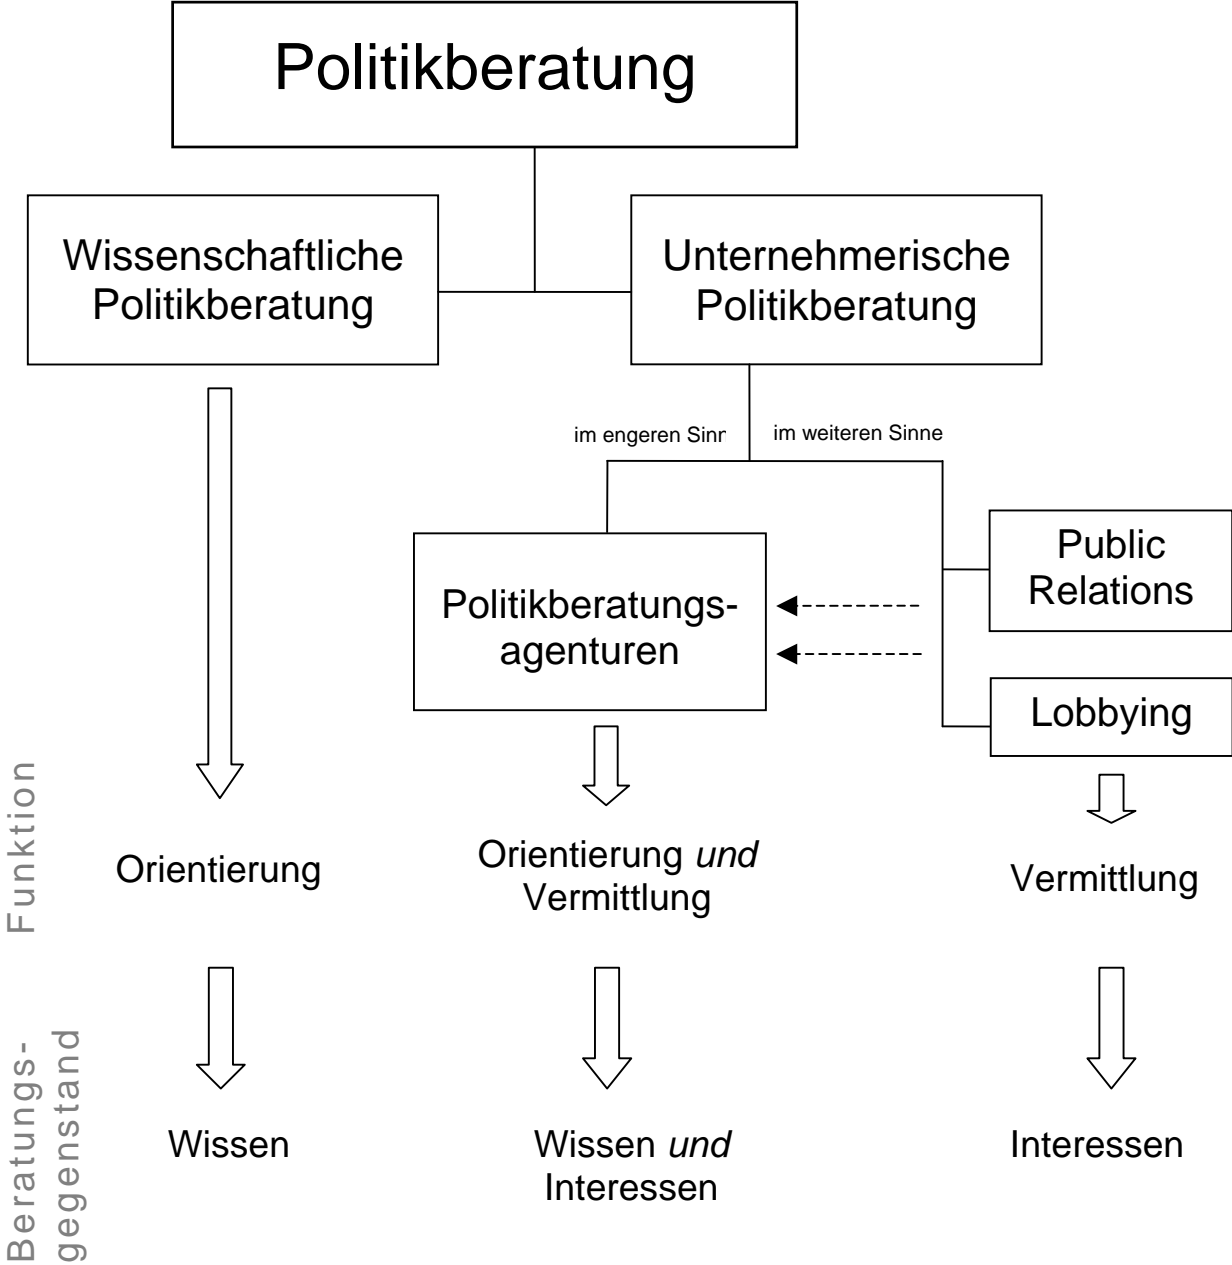 Politikberatung
Wissenschaftliche
Politikberatung
Unternehmerische
Politikberatung
im engeren Sinr
im weiteren Sinne
Public
Relations
Politikberatungs-
agenturen
Lobbying
Funktion
Orientierung
Orientierung und
Vermittlung
Vermittlung
Beratungs-
gegenstand
Wissen
Wissen und
Interessen
Interessen